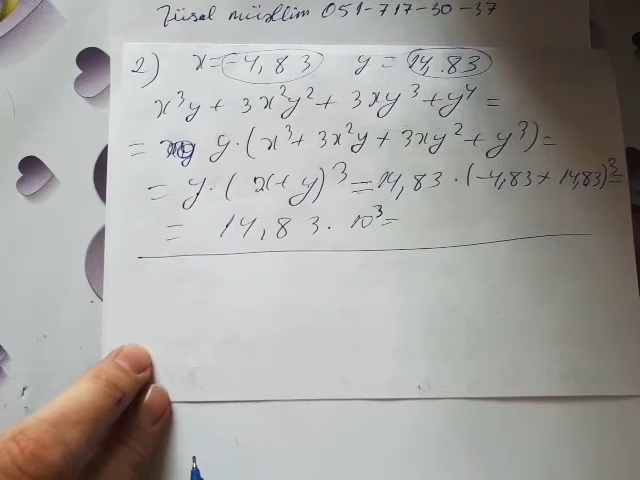 Züsal müəllim 051-717-30-37
2) x = -4,83 y = 14.83
x³y + 3x²y² + 3xy³ + y⁴ =
= y · (x³ + 3x²y + 3xy² + y³) =
= y · (x + y)³ = 14,83 · (-4,83 + 14,83)³ =
= 14,83 · 10³ =